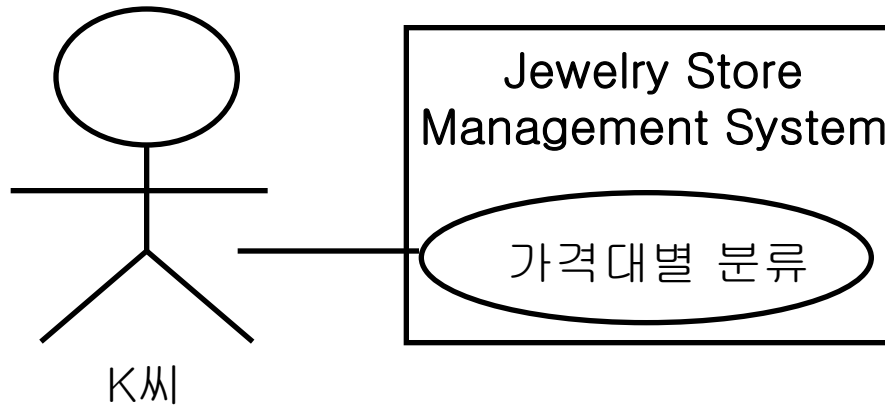 Jewelry Store
Management System
가격대별 분류
K씨